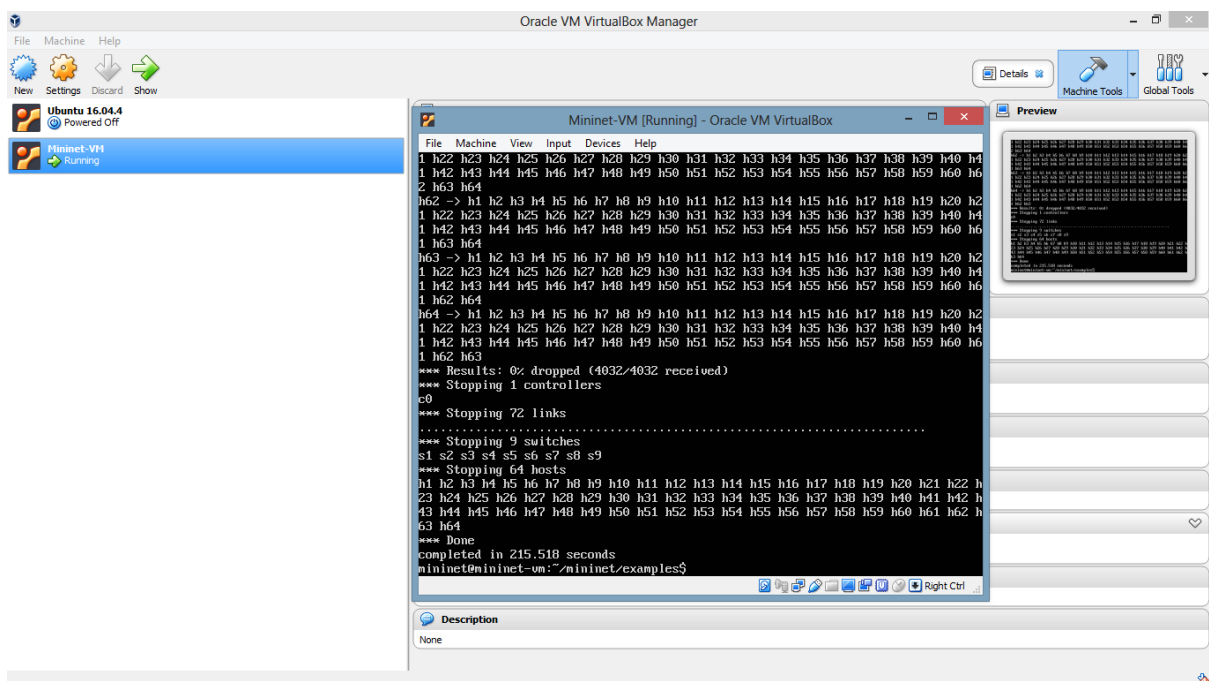 Oracle VM VirtualBox Manager
File Machine Help
New Settings Discard Show
Details
Machine Tools
Global Tools
Ubuntu 16.04.4
Powered Off
Mininet-VM
Running
Preview
Mininet-VM [Running] - Oracle VM VirtualBox
File Machine View Input Devices Help
1 h22 h23 h24 h25 h26 h27 h28 h29 h30 h31 h32 h33 h34 h35 h36 h37 h38 h39 h40 h4
1 h42 h43 h44 h45 h46 h47 h48 h49 h50 h51 h52 h53 h54 h55 h56 h57 h58 h59 h60 h6
2 h63 h64
h62 -> h1 h2 h3 h4 h5 h6 h7 h8 h9 h10 h11 h12 h13 h14 h15 h16 h17 h18 h19 h20 h2
1 h22 h23 h24 h25 h26 h27 h28 h29 h30 h31 h32 h33 h34 h35 h36 h37 h38 h39 h40 h4
1 h42 h43 h44 h45 h46 h47 h48 h49 h50 h51 h52 h53 h54 h55 h56 h57 h58 h59 h60 h6
1 h63 h64
h63 -> h1 h2 h3 h4 h5 h6 h7 h8 h9 h10 h11 h12 h13 h14 h15 h16 h17 h18 h19 h20 h2
1 h22 h23 h24 h25 h26 h27 h28 h29 h30 h31 h32 h33 h34 h35 h36 h37 h38 h39 h40 h4
1 h42 h43 h44 h45 h46 h47 h48 h49 h50 h51 h52 h53 h54 h55 h56 h57 h58 h59 h60 h6
1 h62 h64
h64 -> h1 h2 h3 h4 h5 h6 h7 h8 h9 h10 h11 h12 h13 h14 h15 h16 h17 h18 h19 h20 h2
1 h22 h23 h24 h25 h26 h27 h28 h29 h30 h31 h32 h33 h34 h35 h36 h37 h38 h39 h40 h4
1 h42 h43 h44 h45 h46 h47 h48 h49 h50 h51 h52 h53 h54 h55 h56 h57 h58 h59 h60 h6
1 h62 h63
*** Results: 0% dropped (4032/4032 received)
*** Stopping 1 controllers
c0
*** Stopping 72 links
........................................................................
*** Stopping 9 switches
s1 s2 s3 s4 s5 s6 s7 s8 s9
*** Stopping 64 hosts
h1 h2 h3 h4 h5 h6 h7 h8 h9 h10 h11 h12 h13 h14 h15 h16 h17 h18 h19 h20 h21 h22 h
23 h24 h25 h26 h27 h28 h29 h30 h31 h32 h33 h34 h35 h36 h37 h38 h39 h40 h41 h42 h
43 h44 h45 h46 h47 h48 h49 h50 h51 h52 h53 h54 h55 h56 h57 h58 h59 h60 h61 h62 h
63 h64
*** Done
completed in 215.518 seconds
mininet@mininet-vm:~/mininet/examples$
Right Ctrl
Description
None